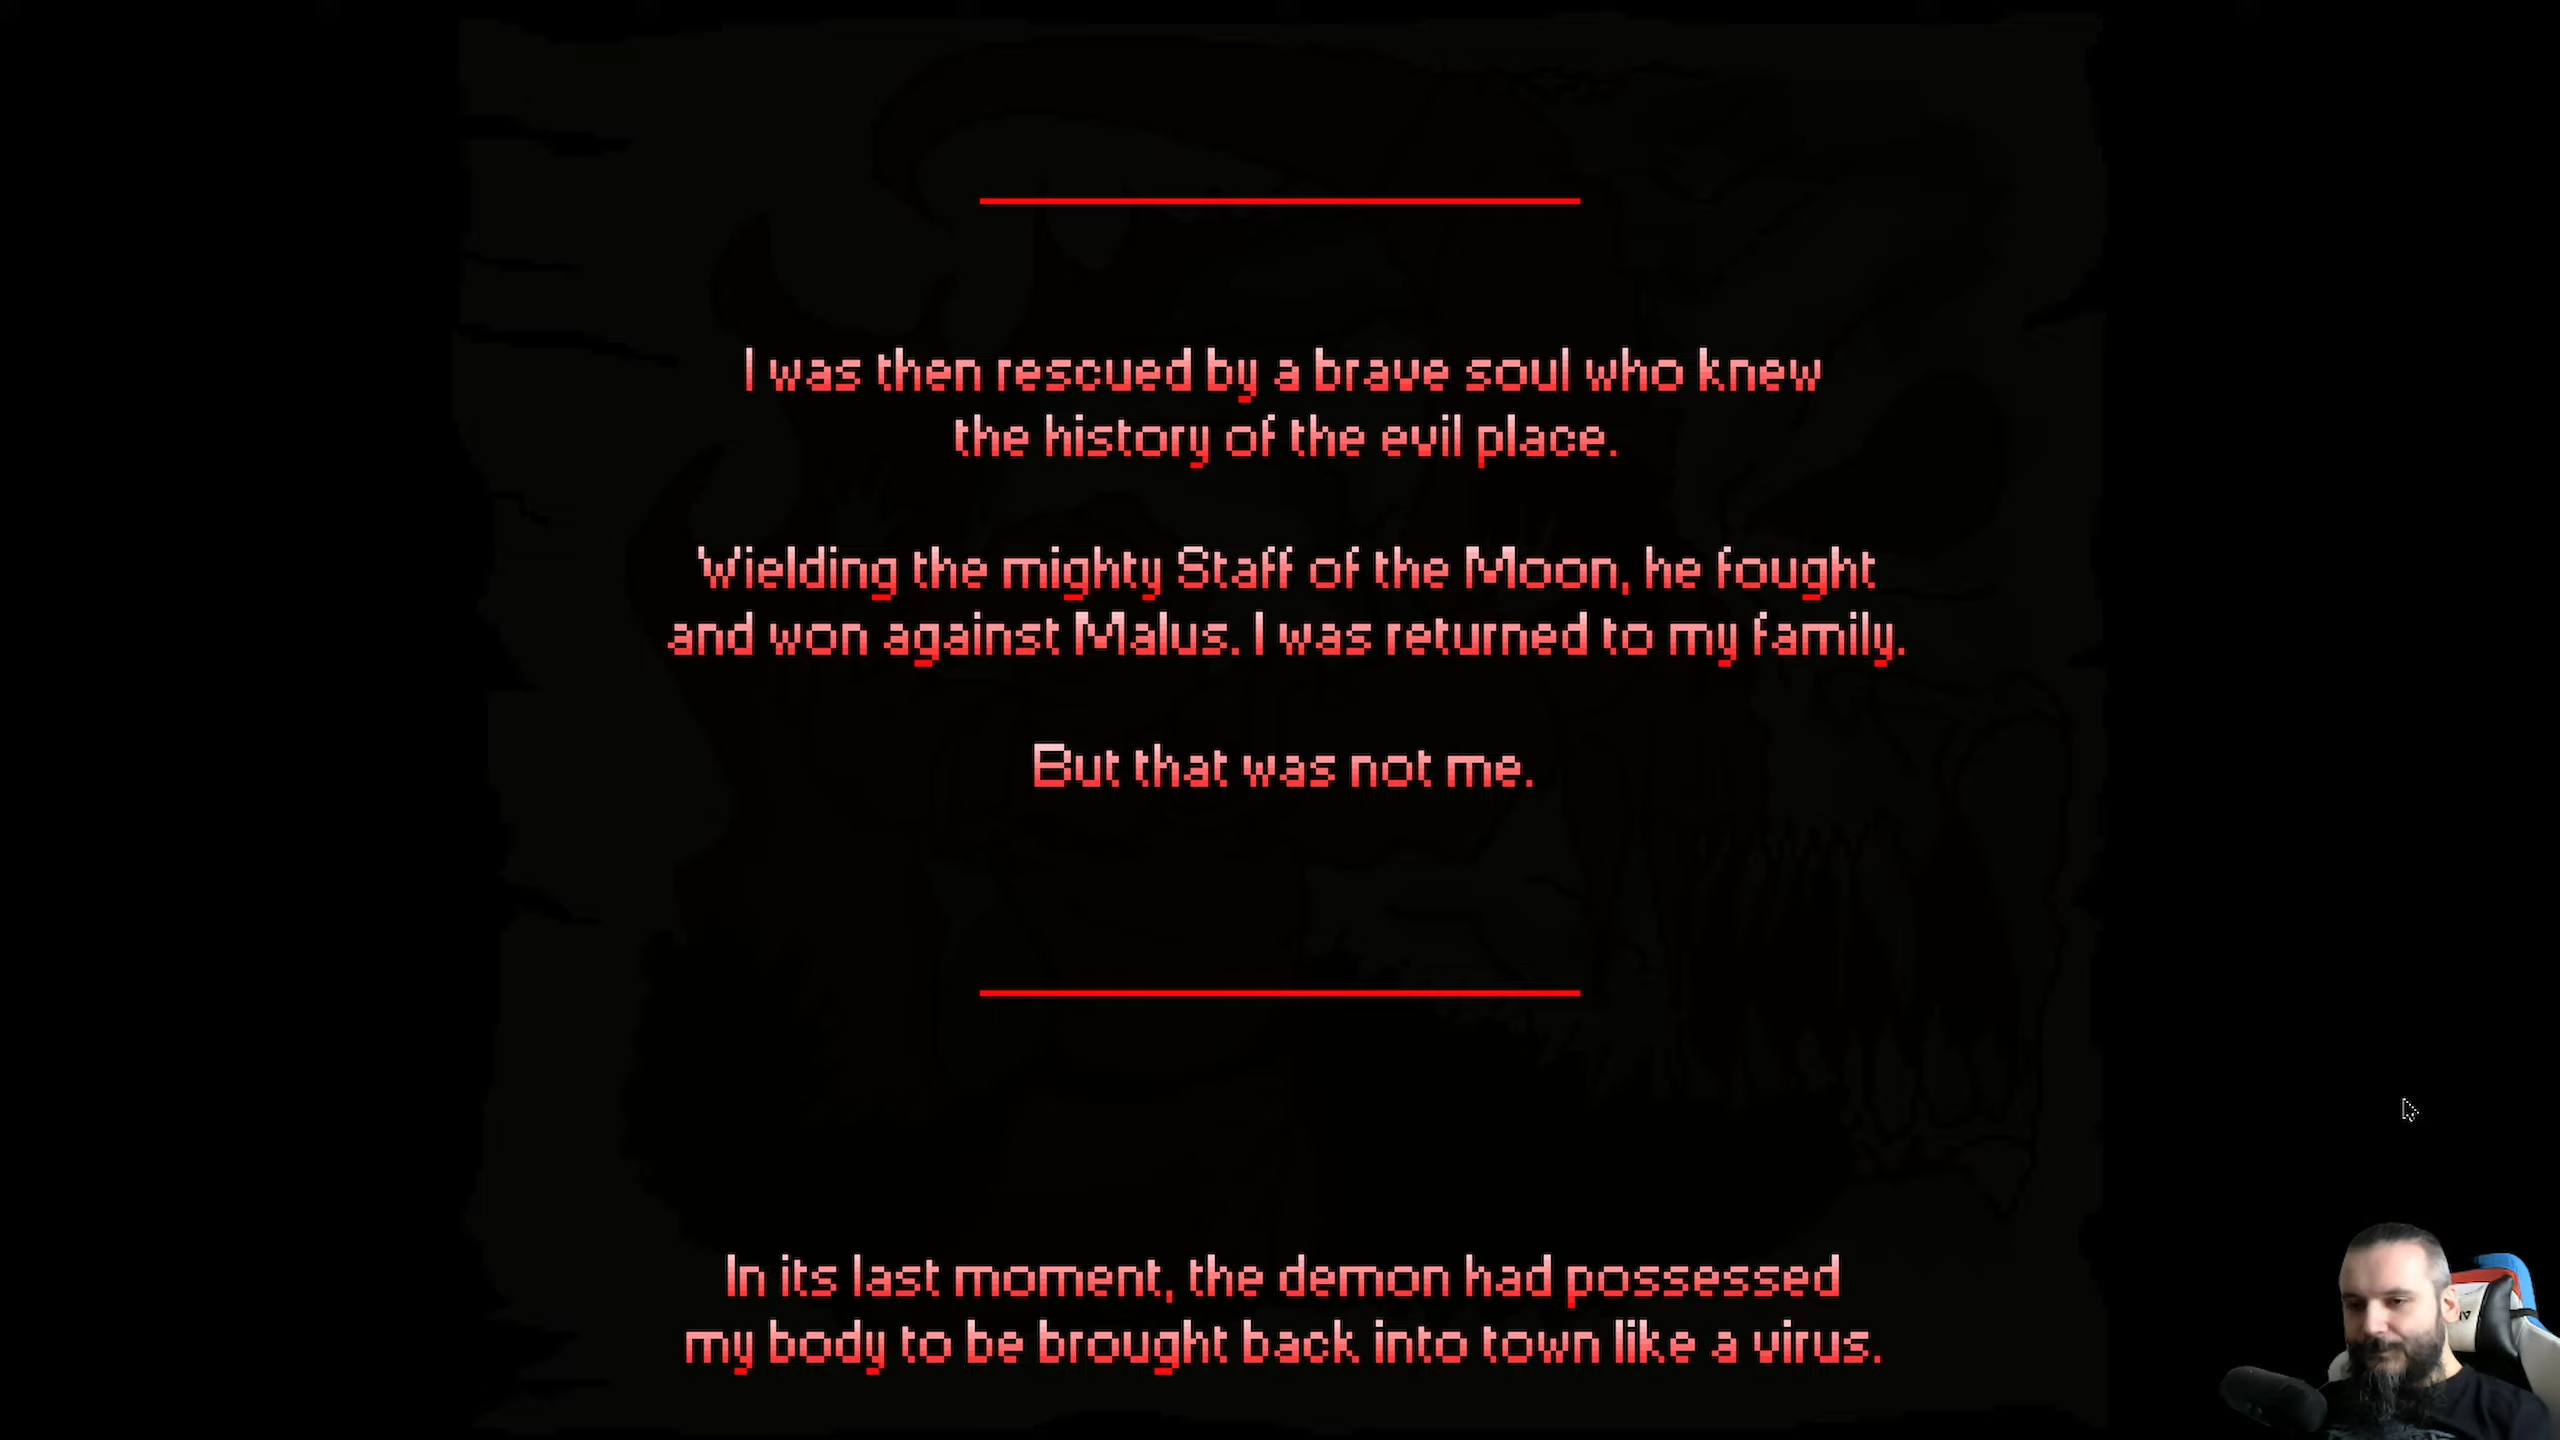 I was then rescued by a brave soul who knew
the history of the evil place.
Wielding the mighty Staff of the Moon, he fought
and won against Malus. I was returned to my family.
But that was not me.
In its last moment, the demon had possessed
my body to be brought back into town like a virus.